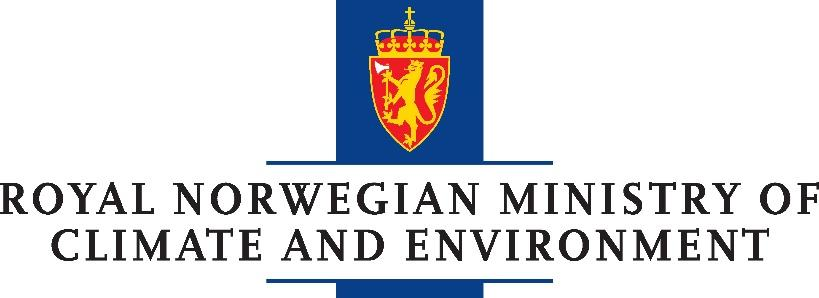 ROYAL NORWEGIAN MINISTRY OF
CLIMATE AND ENVIRONMENT